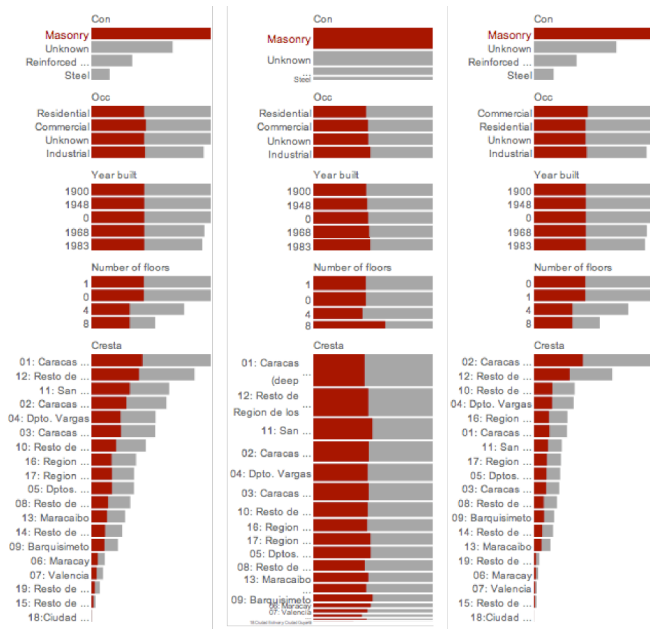 Con
Masonry
Unknown
Reinforced ...
Steel
Occ
Residential
Commercial
Unknown
Industrial
Year built
1900
1948
0
1968
1983
Number of floors
1
0
4
8
Cresta
01: Caracas ...
12: Resto de ...
11: San ...
02: Caracas ...
04: Dpto. Vargas
03: Caracas ...
10: Resto de ...
16: Region ...
17: Region ...
05: Dptos. ...
08: Resto de ...
13: Maracaibo
14: Resto de ...
09: Barquisimeto
06: Maracay
07: Valencia
19: Resto de ...
15: Resto de ...
18:Ciudad ...
Con
Masonry
Unknown
...
Steel
Occ
Residential
Commercial
Unknown
Industrial
Year built
1900
1948
0
1968
1983
Number of floors
1
0
4
8
Cresta
01: Caracas
(deep
...
12: Resto de
Region de los
...
11: San ...
02: Caracas
...
04: Dpto. Vargas
03: Caracas
...
10: Resto de
...
16: Region ...
17: Region
...
05: Dptos. ...
08: Resto de
...
13: Maracaibo
...
09: Barquisimeto
06: Maracay
07: Valencia
Con
Masonry
Unknown
Reinforced ...
Steel
Occ
Commercial
Residential
Unknown
Industrial
Year built
1900
1948
0
1968
1983
Number of floors
0
1
4
8
Cresta
02: Caracas ...
12: Resto de ...
10: Resto de ...
04: Dpto. Vargas
16: Region ...
01: Caracas ...
11: San ...
17: Region ...
05: Dptos. ...
03: Caracas ...
08: Resto de ...
09: Barquisimeto
14: Resto de ...
13: Maracaibo
19: Resto de ...
06: Maracay
07: Valencia
15: Resto de ...
18:Ciudad ...